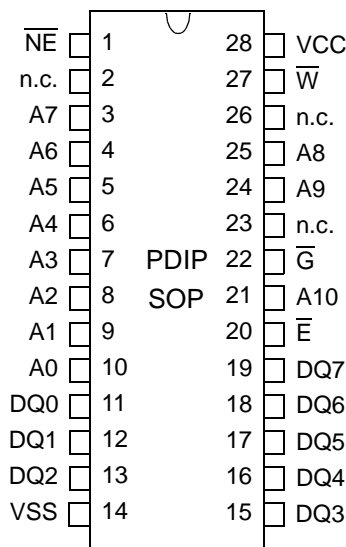 N̅E̅ 1 28 VCC
n.c. 2 27 W̅
A7 3 26 n.c.
A6 4 25 A8
A5 5 24 A9
A4 6 23 n.c.
A3 7 PDIP 22 G̅
A2 8 SOP 21 A10
A1 9 20 E̅
A0 10 19 DQ7
DQ0 11 18 DQ6
DQ1 12 17 DQ5
DQ2 13 16 DQ4
VSS 14 15 DQ3